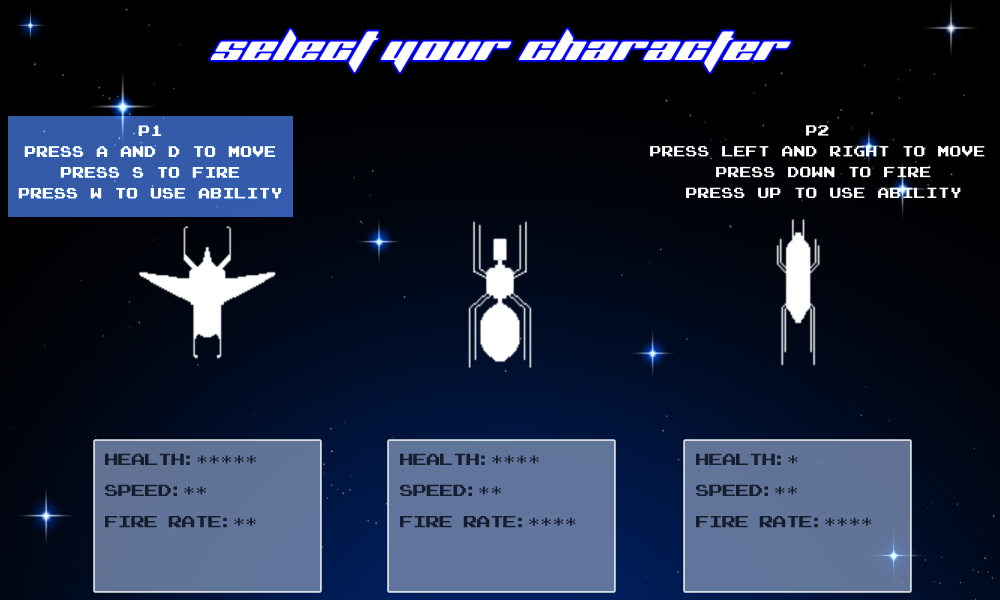 select your character
P1
PRESS A AND D TO MOVE
PRESS S TO FIRE
PRESS W TO USE ABILITY
P2
PRESS LEFT AND RIGHT TO MOVE
PRESS DOWN TO FIRE
PRESS UP TO USE ABILITY
HEALTH:*****
SPEED:**
FIRE RATE:**
HEALTH:****
SPEED:**
FIRE RATE:****
HEALTH:*
SPEED:**
FIRE RATE:****